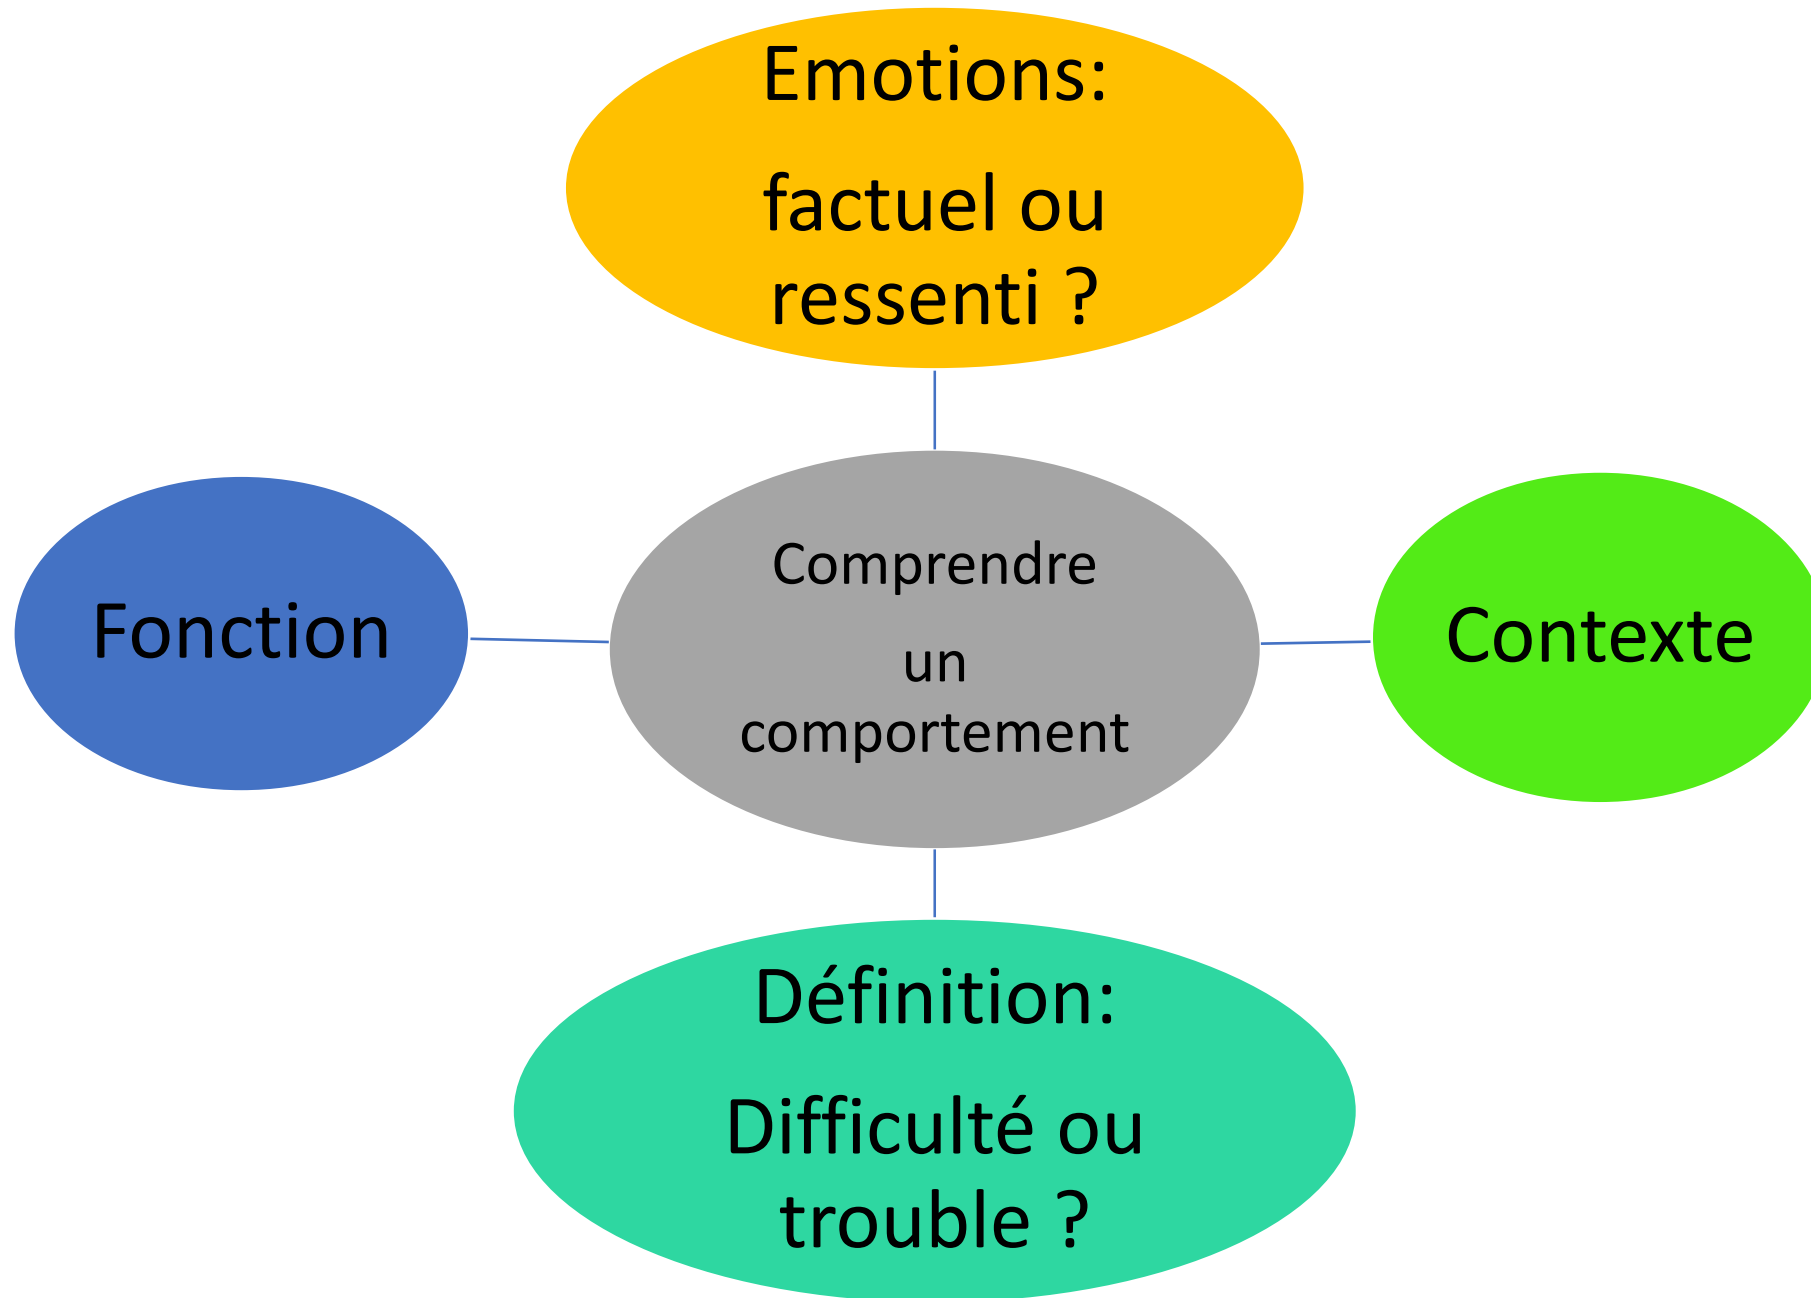 Emotions:
factuel ou
ressenti ?
Fonction
Comprendre
un
comportement
Contexte
Définition:
Difficulté ou
trouble ?